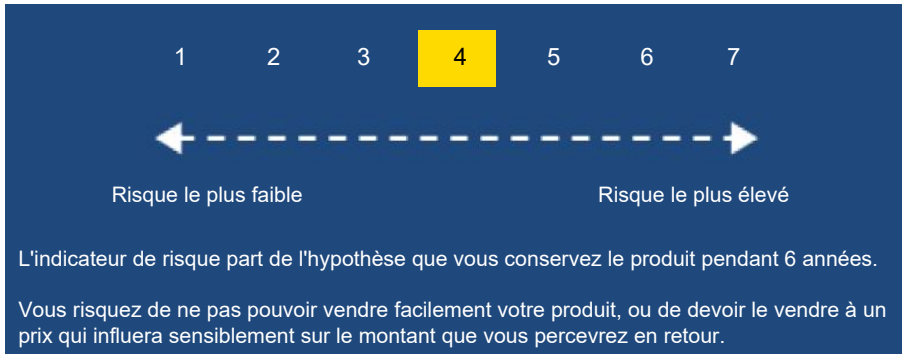 1 2 3 4 5 6 7
Risque le plus faible Risque le plus élevé
L'indicateur de risque part de l'hypothèse que vous conservez le produit pendant 6 années.
Vous risquez de ne pas pouvoir vendre facilement votre produit, ou de devoir le vendre à un
prix qui influera sensiblement sur le montant que vous percevrez en retour.